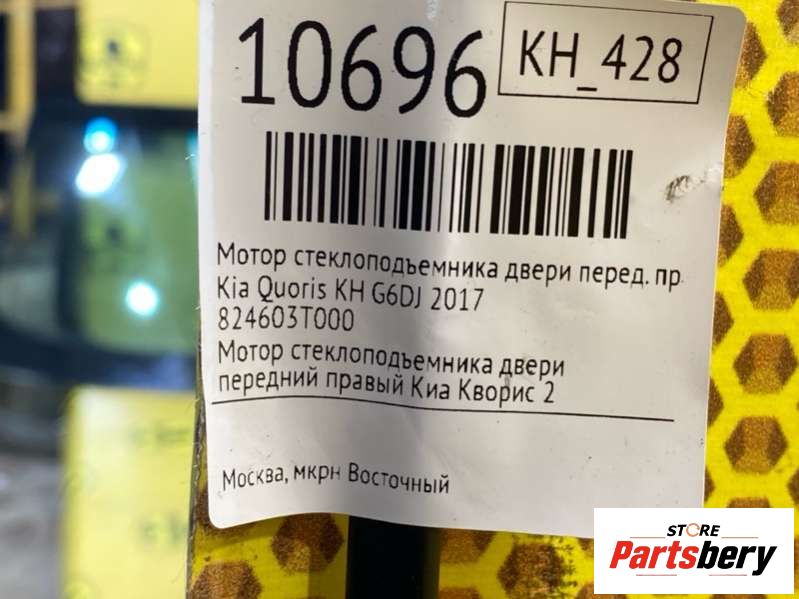 10696
KH_428
Мотор стеклоподъемника двери перед. пр
Kia Quoris KH G6DJ 2017
824603T000
Мотор стеклоподъемника двери
передний правый Киа Кворис 2
Москва, мкрн Восточный
STORE
Partsbery